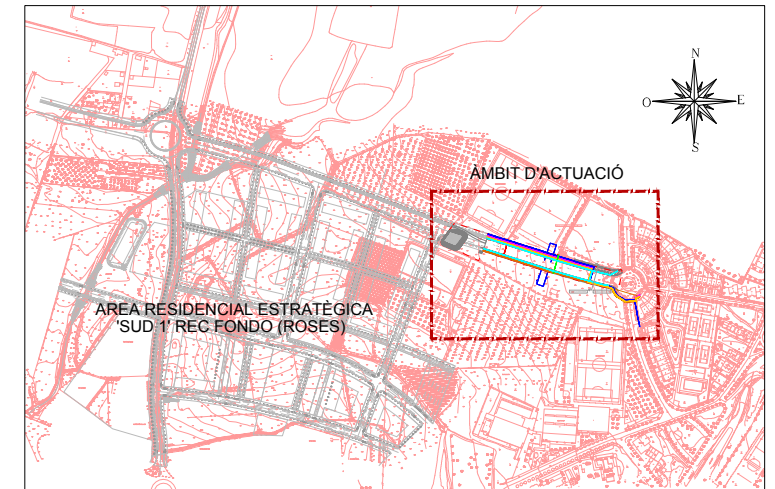 N
O
E
S
ÀMBIT D'ACTUACIÓ
AREA RESIDENCIAL ESTRATÈGICA
'SUD 1' REC FONDO (ROSES)